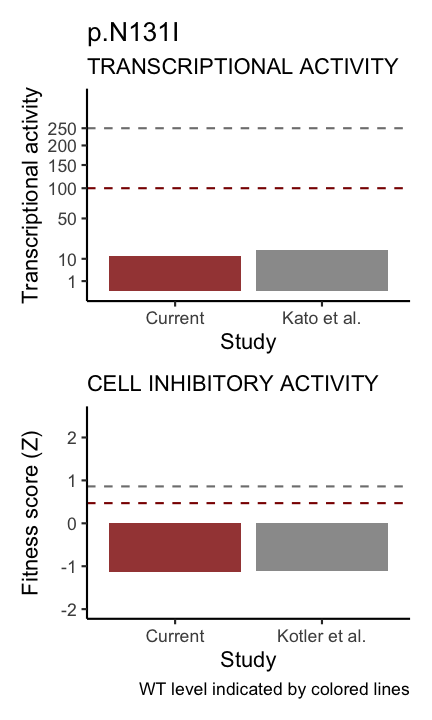 p.N131I
TRANSCRIPTIONAL ACTIVITY
Transcriptional activity
250
200
150
100
50
10
1
Current
Kato et al.
Study
CELL INHIBITORY ACTIVITY
Fitness score (Z)
2
1
0
-1
-2
Current
Kotler et al.
Study
WT level indicated by colored lines